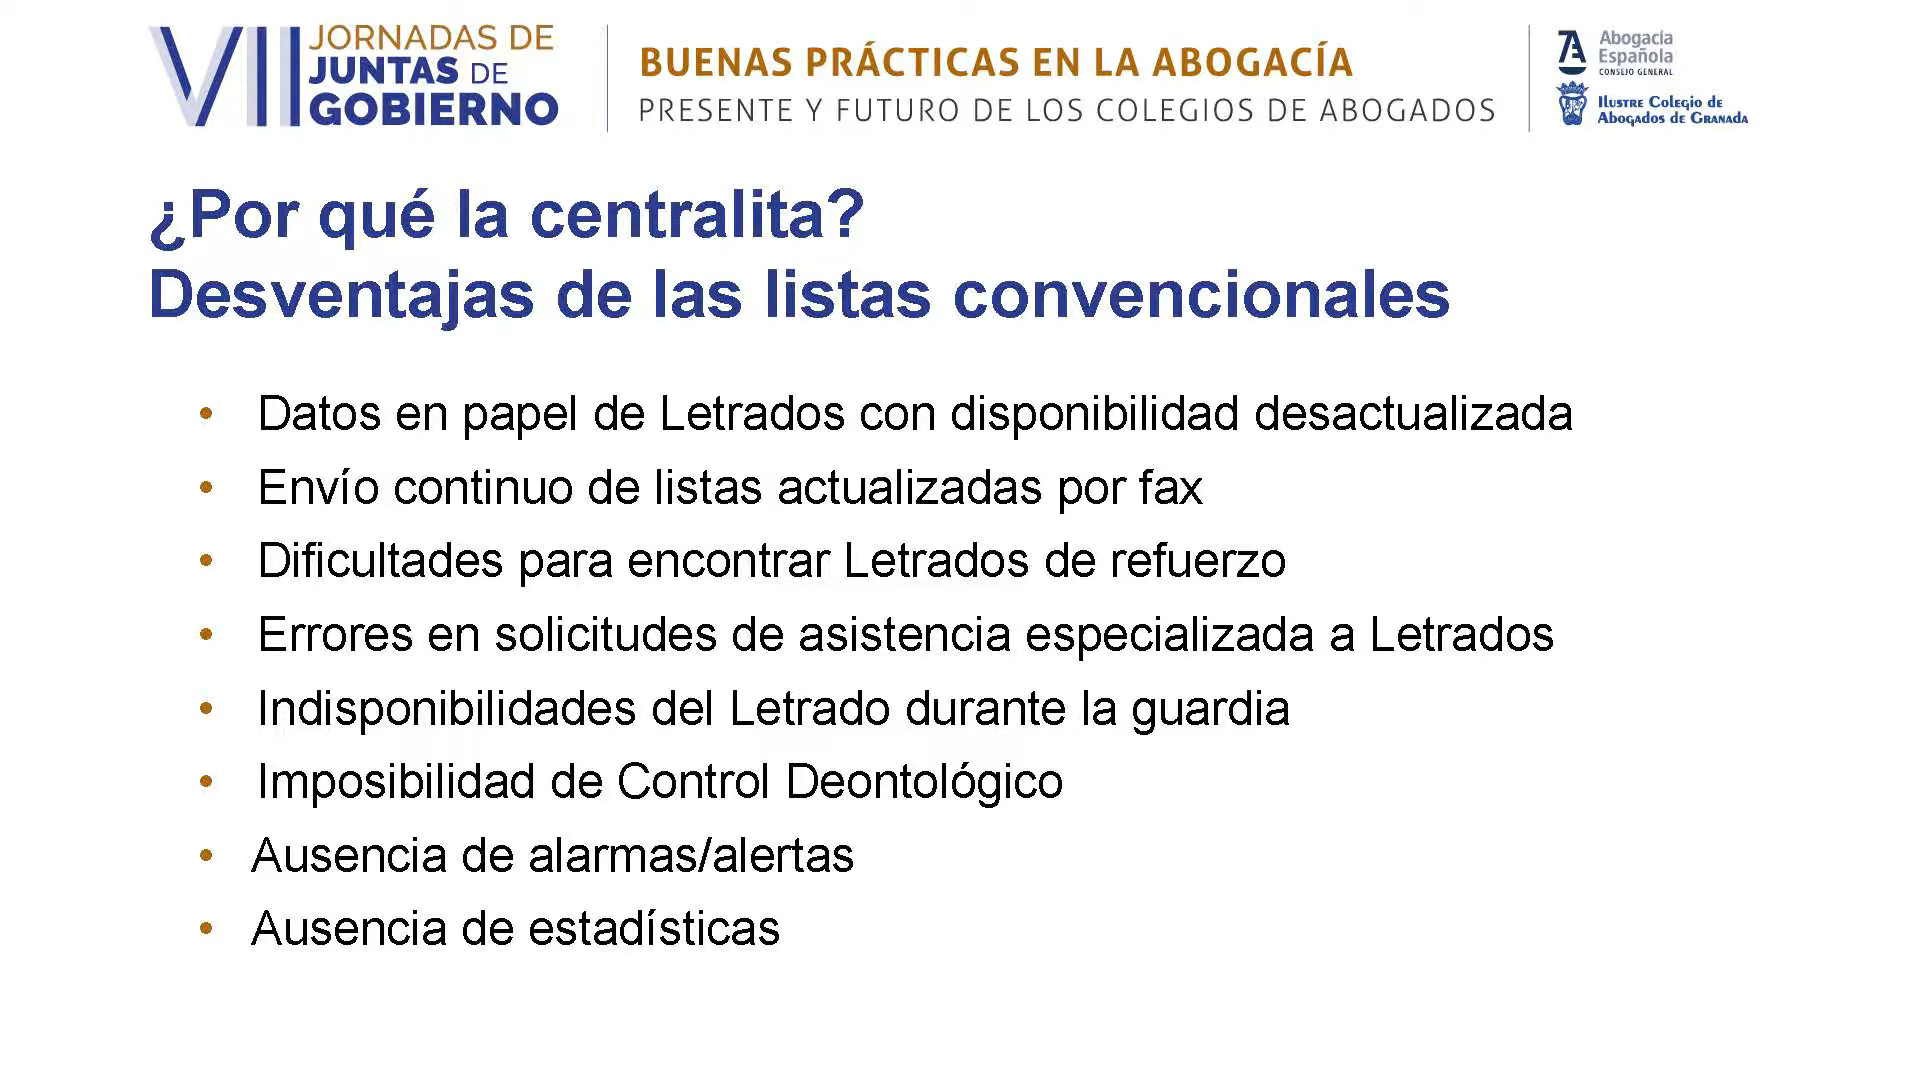 VII JORNADAS DE
JUNTAS DE
GOBIERNO
BUENAS PRÁCTICAS EN LA ABOGACÍA
PRESENTE Y FUTURO DE LOS COLEGIOS DE ABOGADOS
Abogacía
Española
CONSEJO GENERAL
Ilustre Colegio de
Abogados de Granada
¿Por qué la centralita?
Desventajas de las listas convencionales
• Datos en papel de Letrados con disponibilidad desactualizada
• Envío continuo de listas actualizadas por fax
• Dificultades para encontrar Letrados de refuerzo
• Errores en solicitudes de asistencia especializada a Letrados
• Indisponibilidades del Letrado durante la guardia
• Imposibilidad de Control Deontológico
• Ausencia de alarmas/alertas
• Ausencia de estadísticas